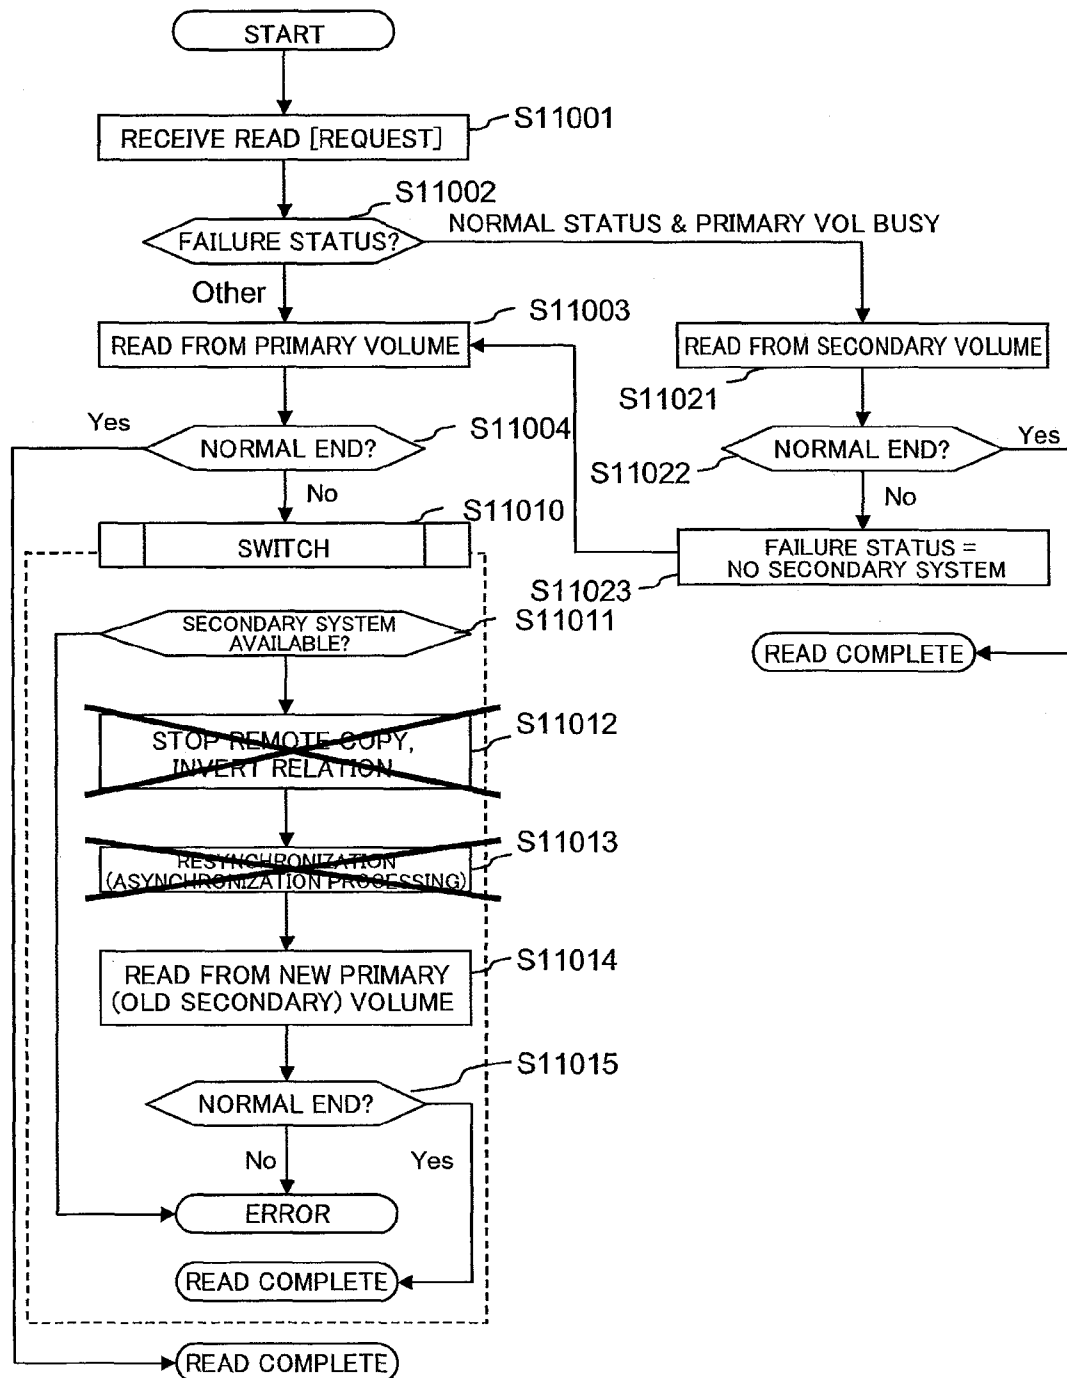 START
S11001
RECEIVE READ [REQUEST]
S11002
NORMAL STATUS & PRIMARY VOL BUSY
FAILURE STATUS?
Other
S11003
READ FROM PRIMARY VOLUME
READ FROM SECONDARY VOLUME
S11021
Yes
S11004
NORMAL END?
NORMAL END?
Yes
S11022
No
No
S11010
SWITCH
FAILURE STATUS =
NO SECONDARY SYSTEM
S11023
SECONDARY SYSTEM
AVAILABLE?
S11011
READ COMPLETE
S11012
STOP REMOTE COPY,
INVERT RELATION
S11013
RESYNCHRONIZATION
(ASYNCHRONIZATION PROCESSING)
S11014
READ FROM NEW PRIMARY
(OLD SECONDARY) VOLUME
S11015
NORMAL END?
No
Yes
ERROR
READ COMPLETE
READ COMPLETE